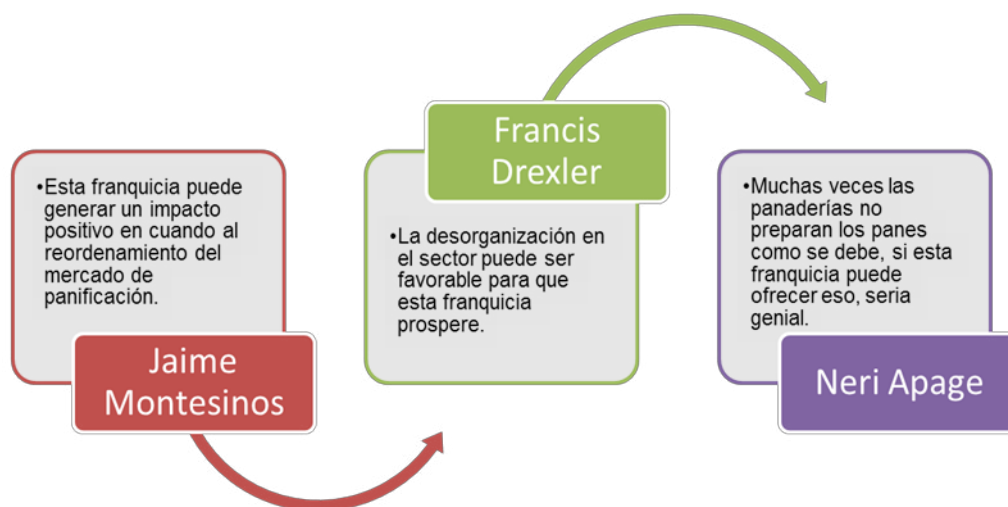 •Esta franquicia puede
generar un impacto
positivo en cuando al
reordenamiento del
mercado de
panificación.
Jaime
Montesinos
Francis
Drexler
•La desorganización en
el sector puede ser
favorable para que
esta franquicia
prospere.
•Muchas veces las
panaderías no
preparan los panes
como se debe, si esta
franquicia puede
ofrecer eso, seria
genial.
Neri Apage